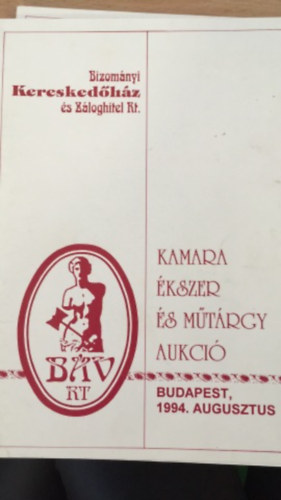 Bizományi
Kereskedőház
és Záloghitel Rt.
KAMARA
ÉKSZER
ÉS MŰTÁRGY
AUKCIÓ
BÁV
RT
BUDAPEST,
1994. AUGUSZTUS